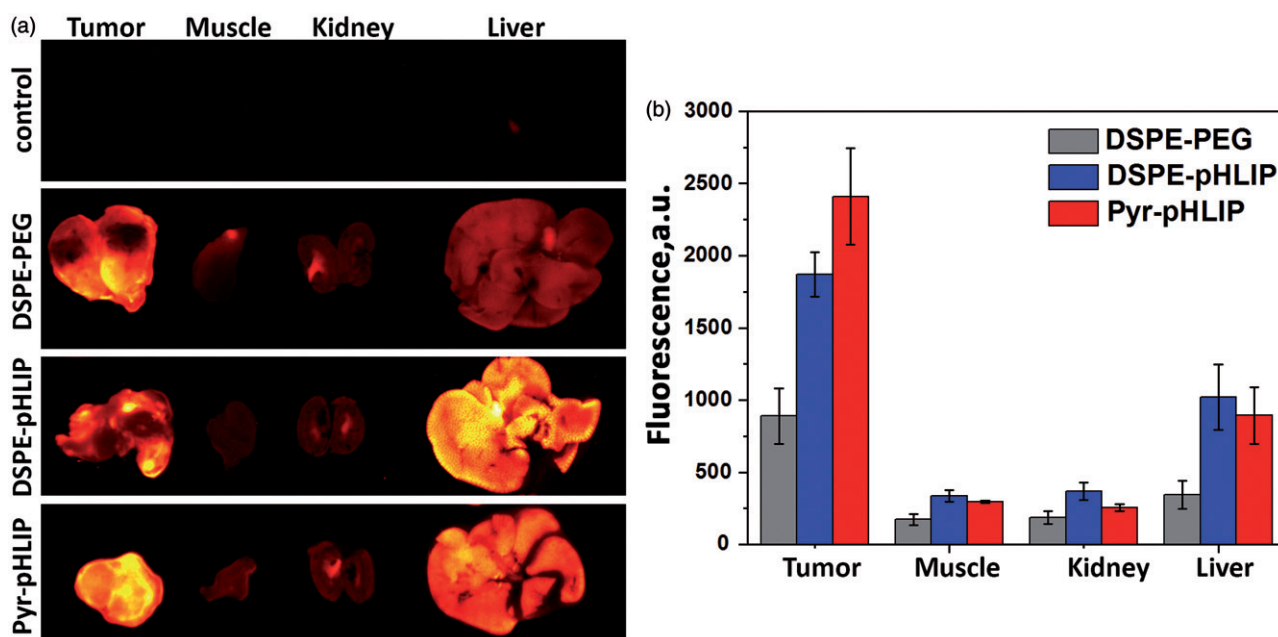 (a)
Tumor Muscle Kidney Liver
control
DSPE-PEG
DSPE-pHLIP
Pyr-pHLIP
(b)
Fluorescence,a.u.
3000
2500
2000
1500
1000
500
0
DSPE-PEG
DSPE-pHLIP
Pyr-pHLIP
Tumor Muscle Kidney Liver